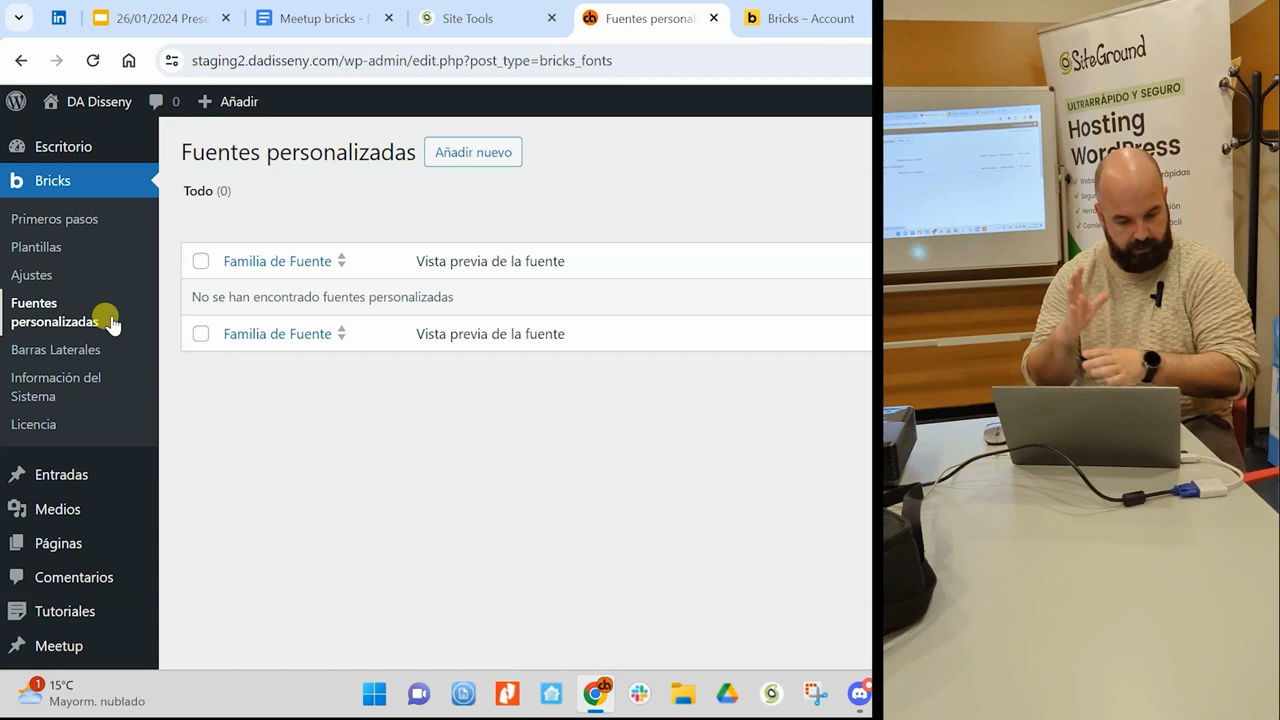 26/01/2024 Pres
Meetup bricks -
Site Tools
Fuentes persona
Bricks – Account
staging2.dadisseny.com/wp-admin/edit.php?post_type=bricks_fonts
DA Disseny
0
Añadir
Escritorio
Bricks
Primeros pasos
Plantillas
Ajustes
Fuentes
personalizadas
Barras Laterales
Información del
Sistema
Licencia
Entradas
Medios
Páginas
Comentarios
Tutoriales
Meetup
Fuentes personalizadas
Añadir nuevo
Todo (0)
Familia de Fuente
Vista previa de la fuente
No se han encontrado fuentes personalizadas
Familia de Fuente
Vista previa de la fuente
1
15°C
Mayorm. nublado
SiteGround
ULTRARRÁPIDO Y SEGURO
Hosting
WordPress